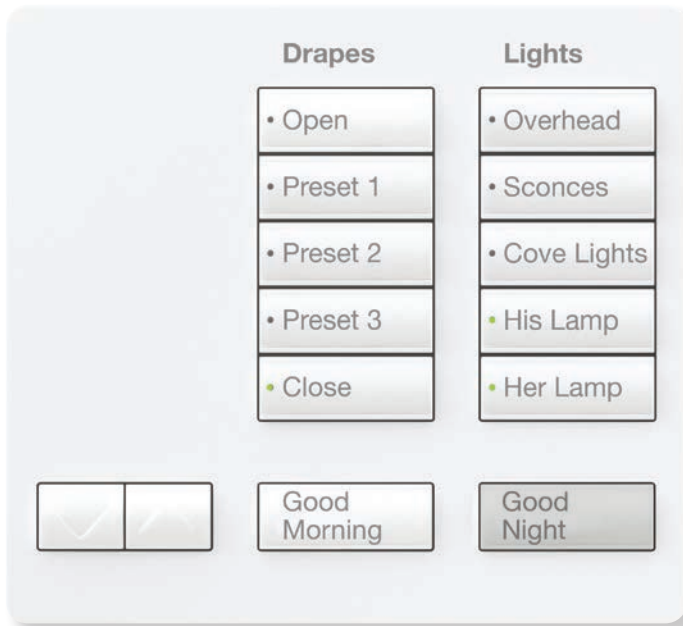 Drapes
Lights
Open
Overhead
Preset 1
Sconces
Preset 2
Cove Lights
Preset 3
His Lamp
Close
Her Lamp
Good
Morning
Good
Night